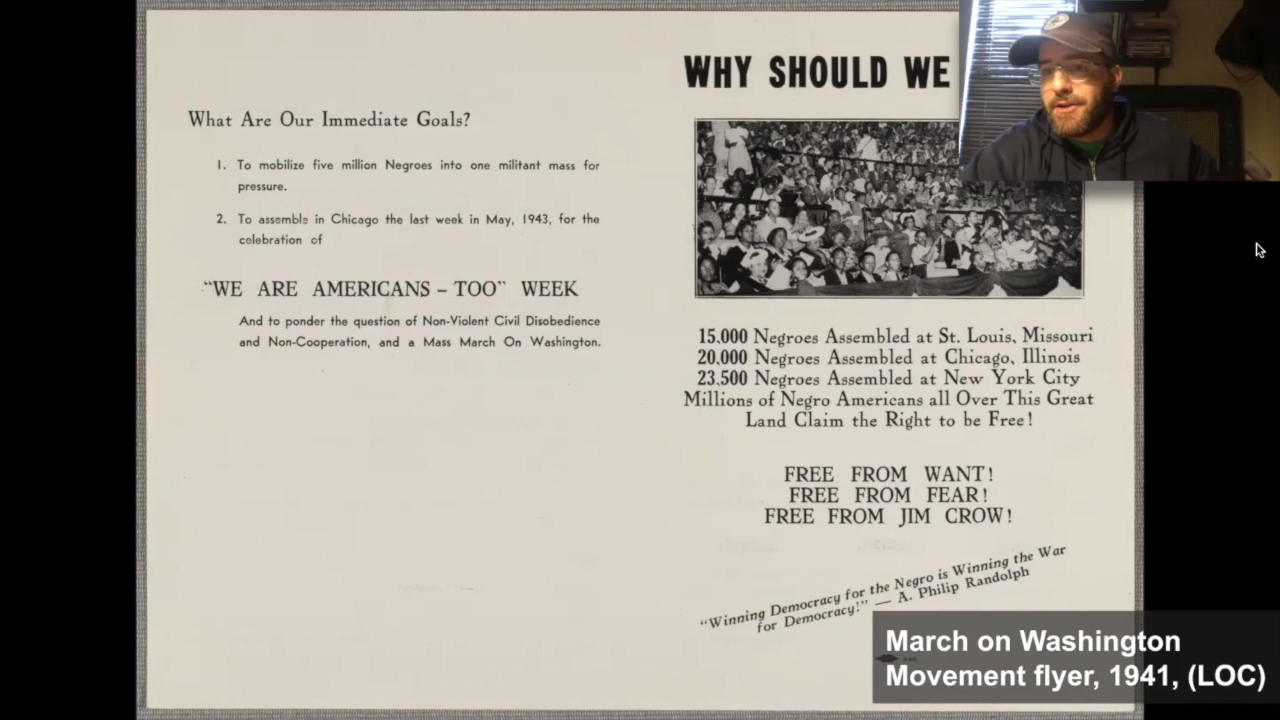 What Are Our Immediate Goals?
1. To mobilize five million Negroes into one militant mass for
pressure.
2. To assemble in Chicago the last week in May, 1943, for the
celebration of
"WE ARE AMERICANS – TOO" WEEK
And to ponder the question of Non-Violent Civil Disobedience
and Non-Cooperation, and a Mass March On Washington.
WHY SHOULD WE
15,000 Negroes Assembled at St. Louis, Missouri
20,000 Negroes Assembled at Chicago, Illinois
23,500 Negroes Assembled at New York City
Millions of Negro Americans all Over This Great
Land Claim the Right to be Free!
FREE FROM WANT!
FREE FROM FEAR!
FREE FROM JIM CROW!
"Winning Democracy for the Negro is Winning the War
for Democracy!" — A. Philip Randolph
March on Washington
Movement flyer, 1941, (LOC)